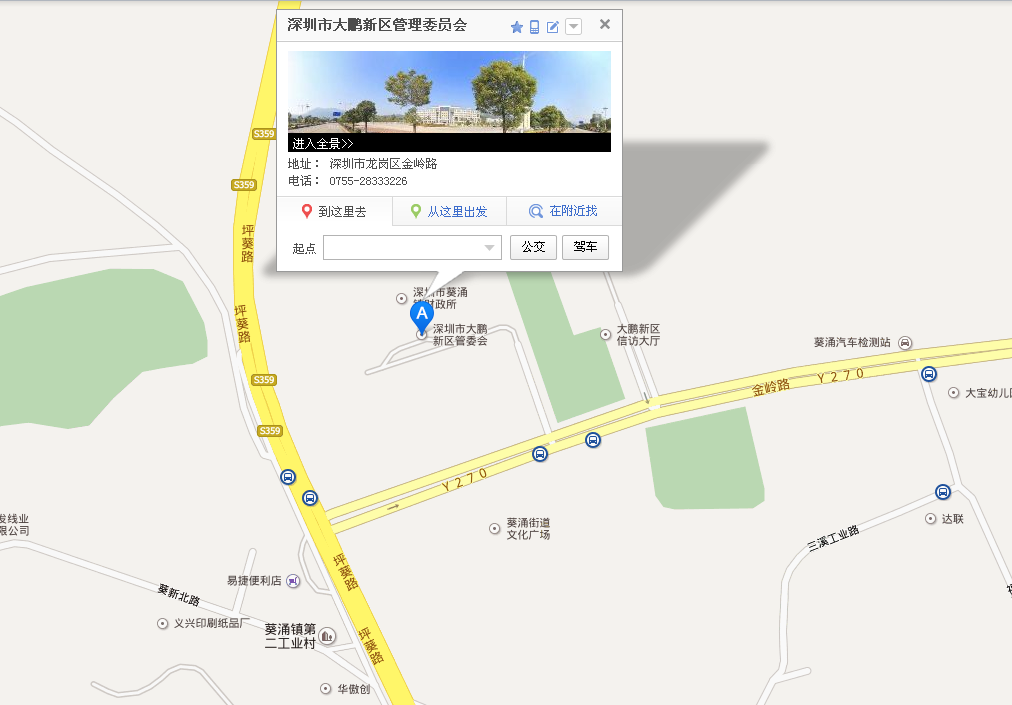 深圳市大鹏新区管理委员会
进入全景>>
地址： 深圳市龙岗区金岭路
电话： 0755-28333226
到这里去
从这里出发
在附近找
起点
公交
驾车
S359
S359
坪葵路
深圳市葵涌
财政所
A
深圳市大鹏
新区管委会
大鹏新区
信访大厅
葵涌汽车检测站
坪葵路
S359
金岭路
Y270
大宝幼儿
S359
Y270
达联
发线业
限公司
葵涌街道
文化广场
三溪工业路
坪葵路
易捷便利店
葵新北路
义兴印刷纸品厂
葵涌镇第
二工业村
坪葵路
华傲创